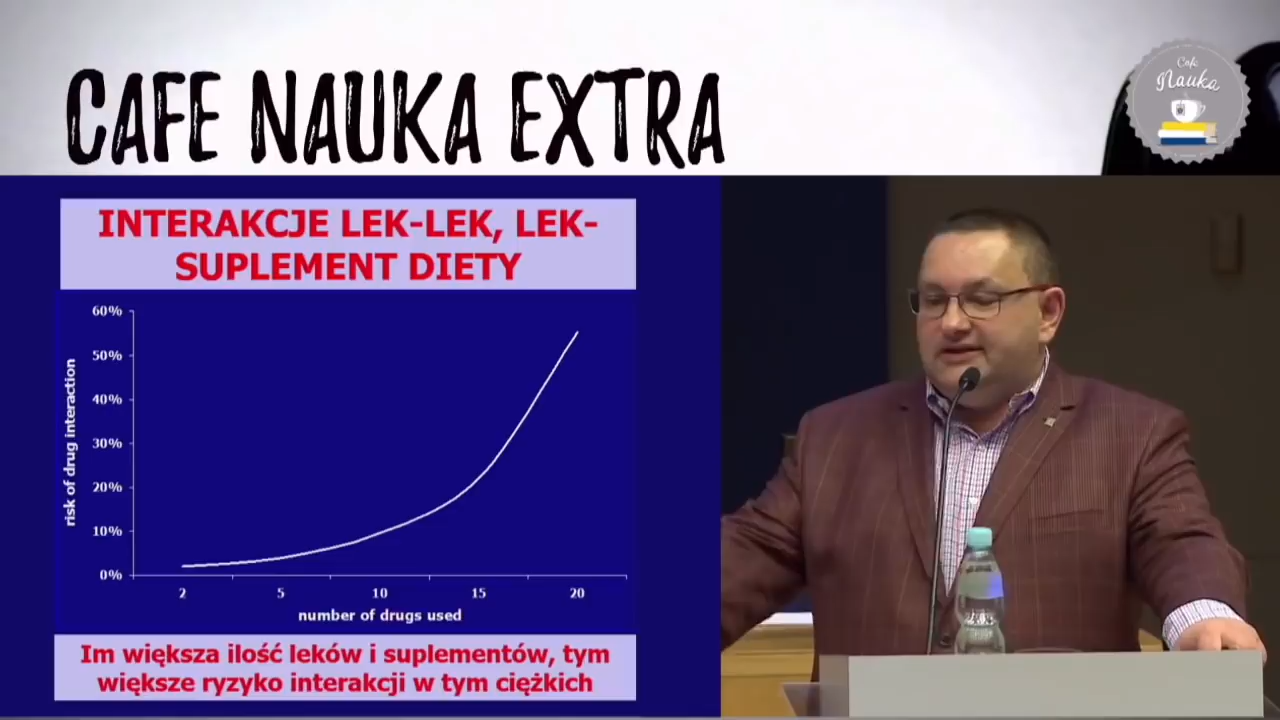 CAFE NAUKA EXTRA
Cafe
Nauka
INTERAKCJE LEK-LEK, LEK-
SUPLEMENT DIETY
60%
50%
40%
30%
20%
10%
0%
risk of drug interaction
2 5 10 15 20
number of drugs used
Im większa ilość leków i suplementów, tym
większe ryzyko interakcji w tym ciężkich